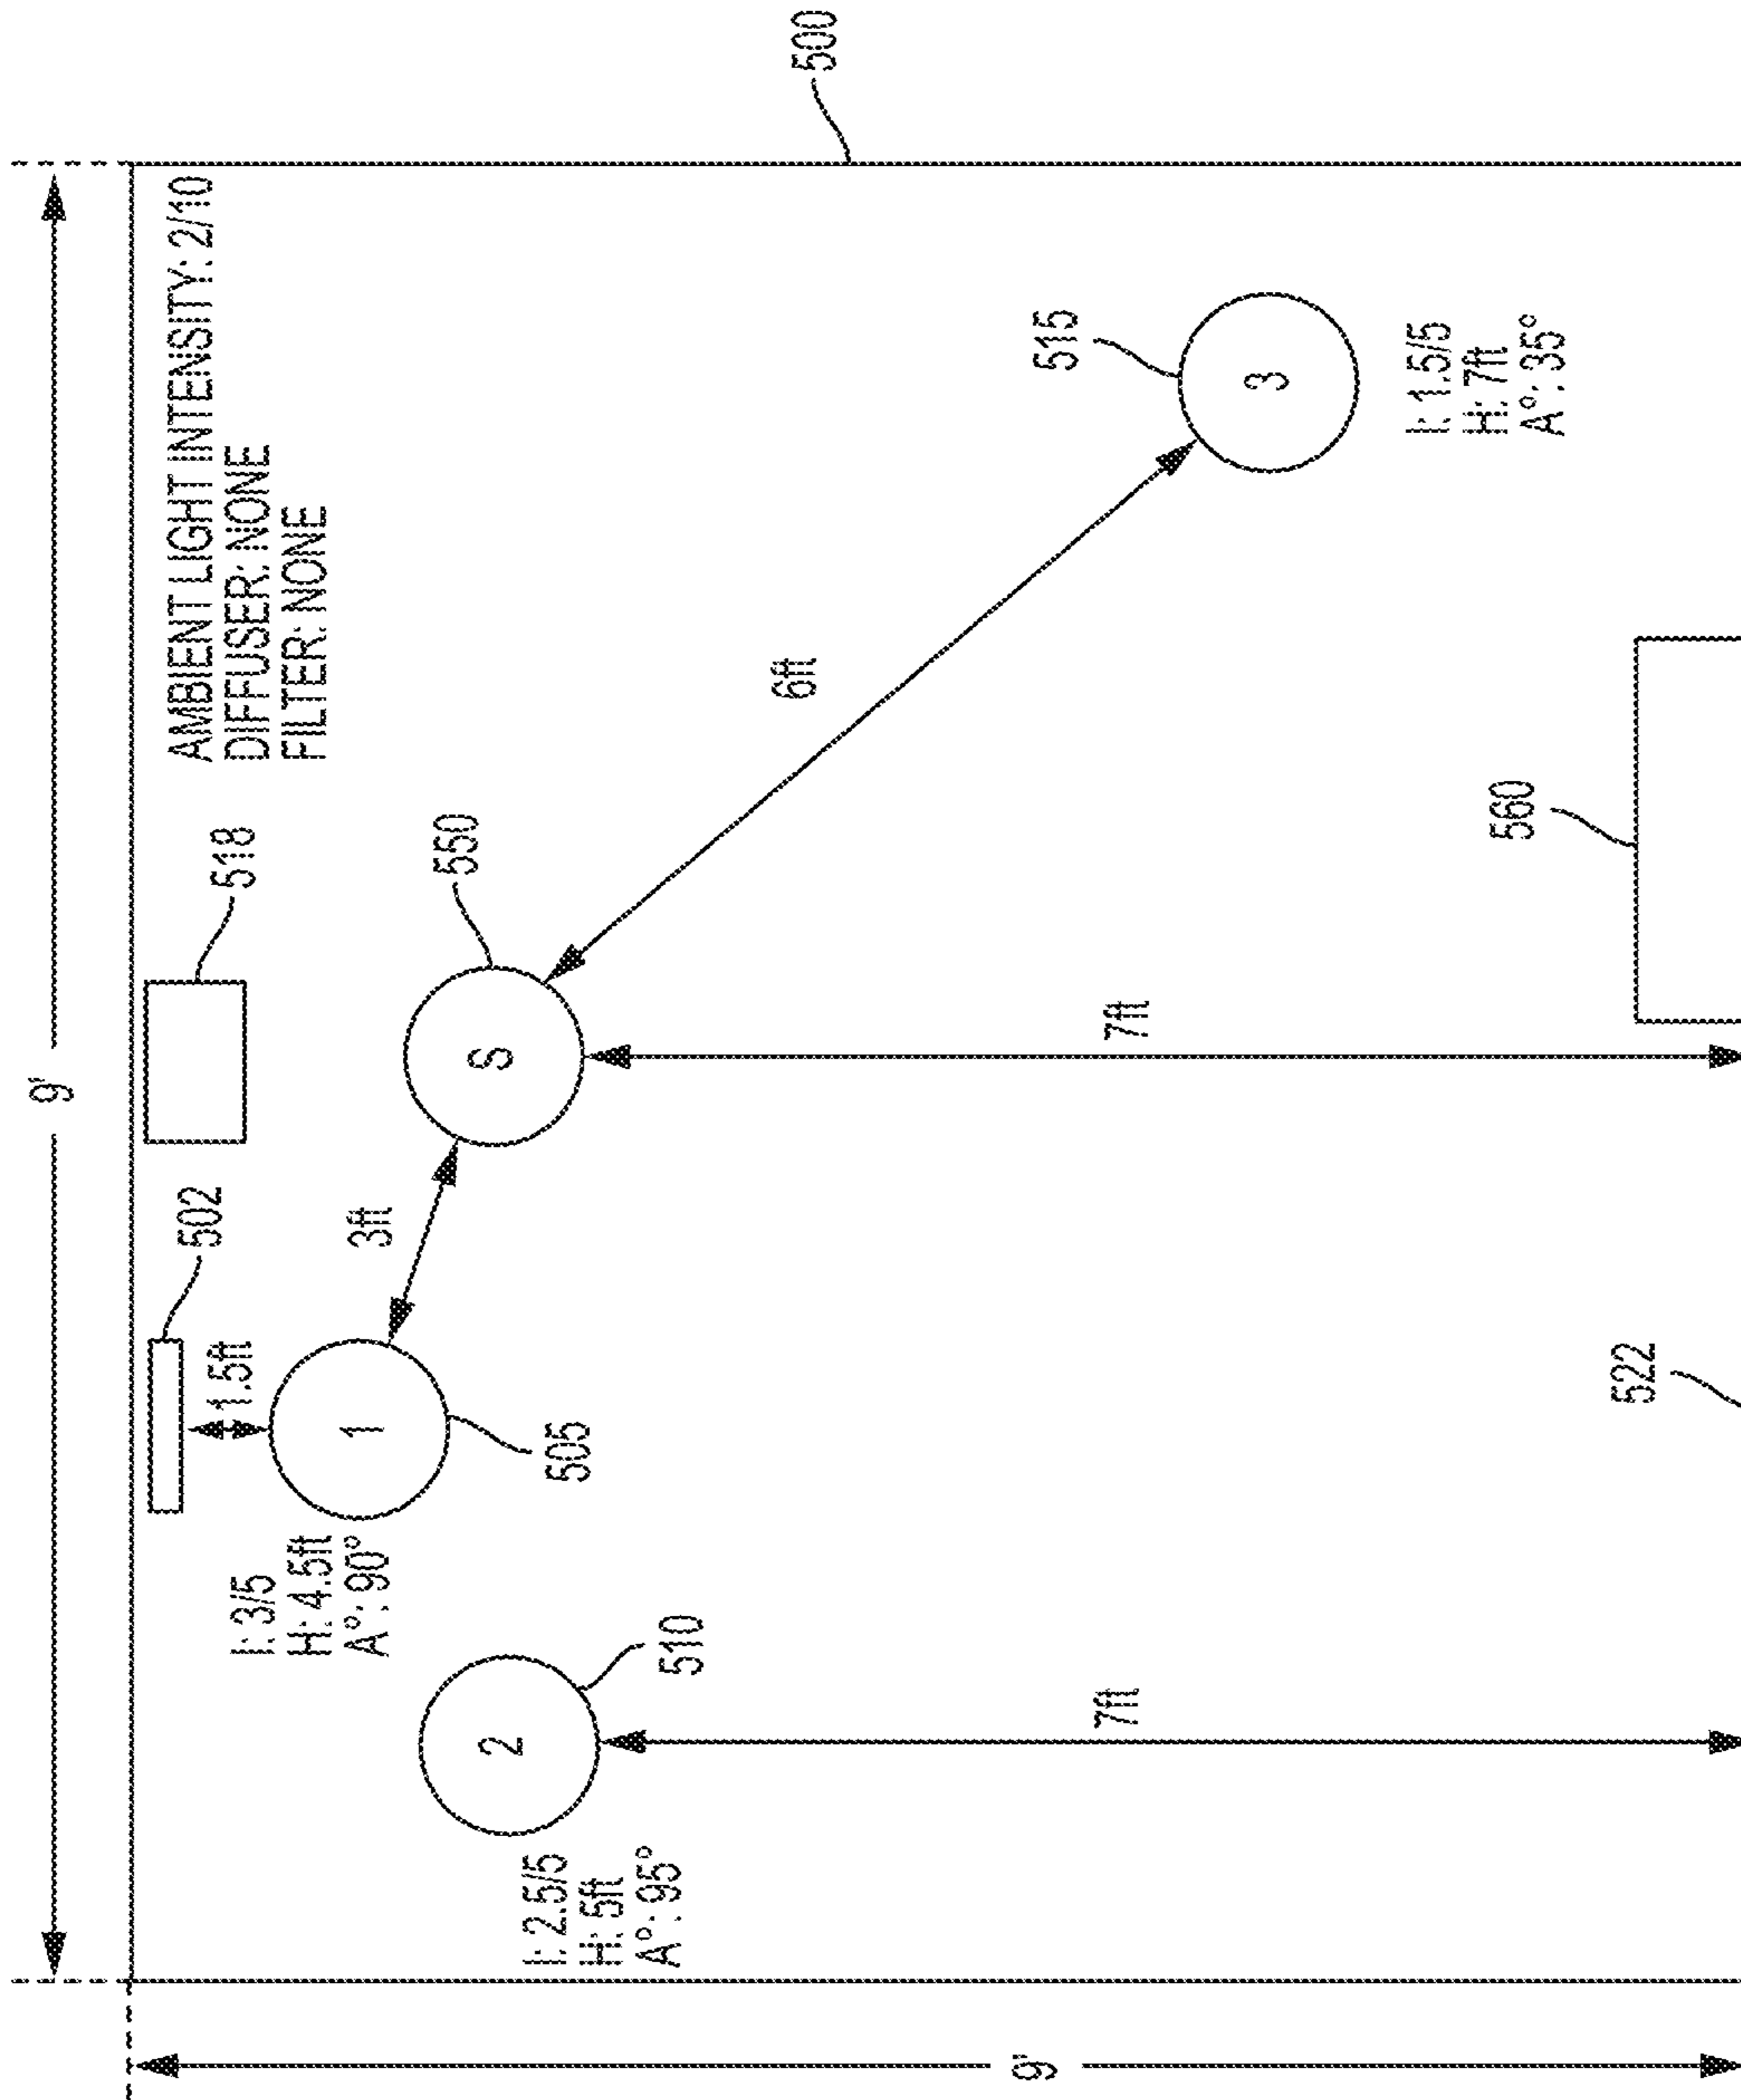 9'
500
AMBIENT LIGHT INTENSITY: 2/10
DIFFUSER: NONE
FILTER: NONE
518
502
1.5ft
1
505
I: 3/5
H: 4.5ft
A°: 90°
3ft
S
550
2
510
I: 2.5/5
H: 5ft
A°: 95°
6ft
515
3
I: 1.5/5
H: 7ft
A°: 35°
7ft
7ft
560
522
9'